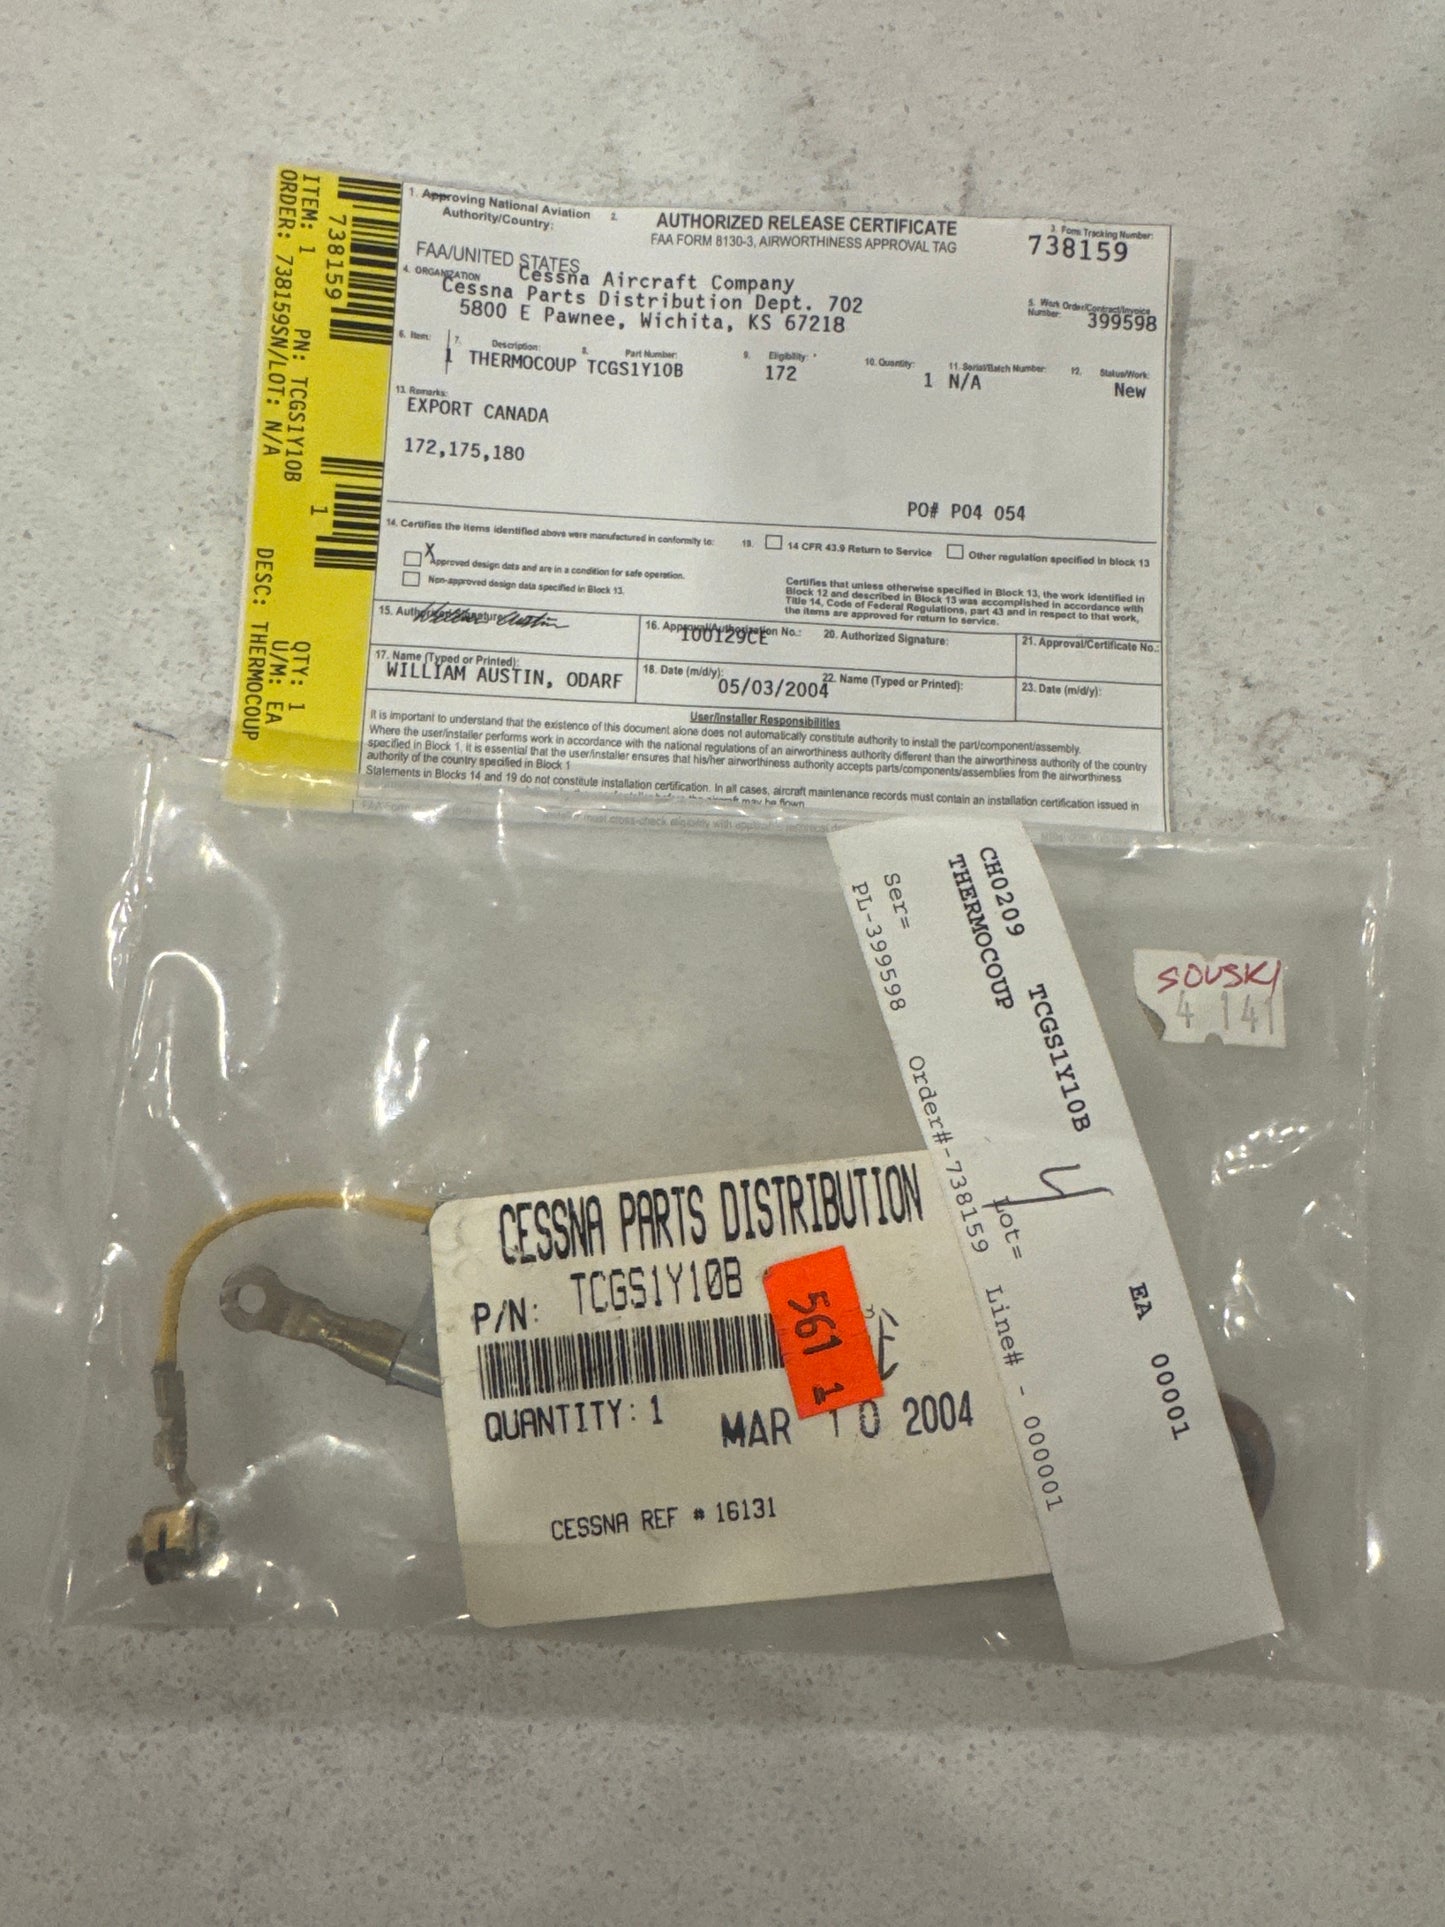 ITEM: 1 PN: TCGS1Y10B QTY: 1
ORDER: 738159SN/LOT: N/A U/M: EA
DESC: THERMOCOUP
738159
1
1. Approving National Aviation Authority/Country:
FAA/UNITED STATES
2. AUTHORIZED RELEASE CERTIFICATE
FAA FORM 8130-3, AIRWORTHINESS APPROVAL TAG
3. Form Tracking Number:
738159
4. ORGANIZATION
Cessna Aircraft Company
Cessna Parts Distribution Dept. 702
5800 E Pawnee, Wichita, KS 67218
5. Work Order/Contract/Invoice Number:
399598
6. Item: 7. Description: 8. Part Number: 9. Eligibility: * 10. Quantity: 11. Serial/Batch Number: 12. Status/Work:
1 THERMOCOUP TCGS1Y10B 172 1 N/A New
13. Remarks:
EXPORT CANADA
172,175,180
PO# P04 054
14. Certifies the items identified above were manufactured in conformity to:
X
Approved design data and are in a condition for safe operation.
Non-approved design data specified in Block 13.
19. 14 CFR 43.9 Return to Service Other regulation specified in block 13
Certifies that unless otherwise specified in Block 13, the work identified in
Block 12 and described in Block 13 was accomplished in accordance with
Title 14, Code of Federal Regulations, part 43 and in respect to that work,
the items are approved for return to service.
15. Authorized Signature:
William Austin
16. Approval/Authorization No.:
100129CE
20. Authorized Signature:
21. Approval/Certificate No.:
17. Name (Typed or Printed):
WILLIAM AUSTIN, ODARF
18. Date (m/d/y):
05/03/2004
22. Name (Typed or Printed):
23. Date (m/d/y):
User/Installer Responsibilities
It is important to understand that the existence of this document alone does not automatically constitute authority to install the part/component/assembly.
Where the user/installer performs work in accordance with the national regulations of an airworthiness authority different than the airworthiness authority of the country
specified in Block 1, it is essential that the user/installer ensures that his/her airworthiness authority accepts parts/components/assemblies from the airworthiness
authority of the country specified in Block 1
Statements in Blocks 14 and 19 do not constitute installation certification. In all cases, aircraft maintenance records must contain an installation certification issued in
may be flown
CH0209 TCGS1Y10B EA 00001
THERMOCOUP
4
Ser= Lot=
PL-399598 Order#-738159 Line# - 000001
SOUSKY
4 141
CESSNA PARTS DISTRIBUTION
P/N: TCGS1Y10B
561 1
QUANTITY: 1 MAR 10 2004
CESSNA REF # 16131